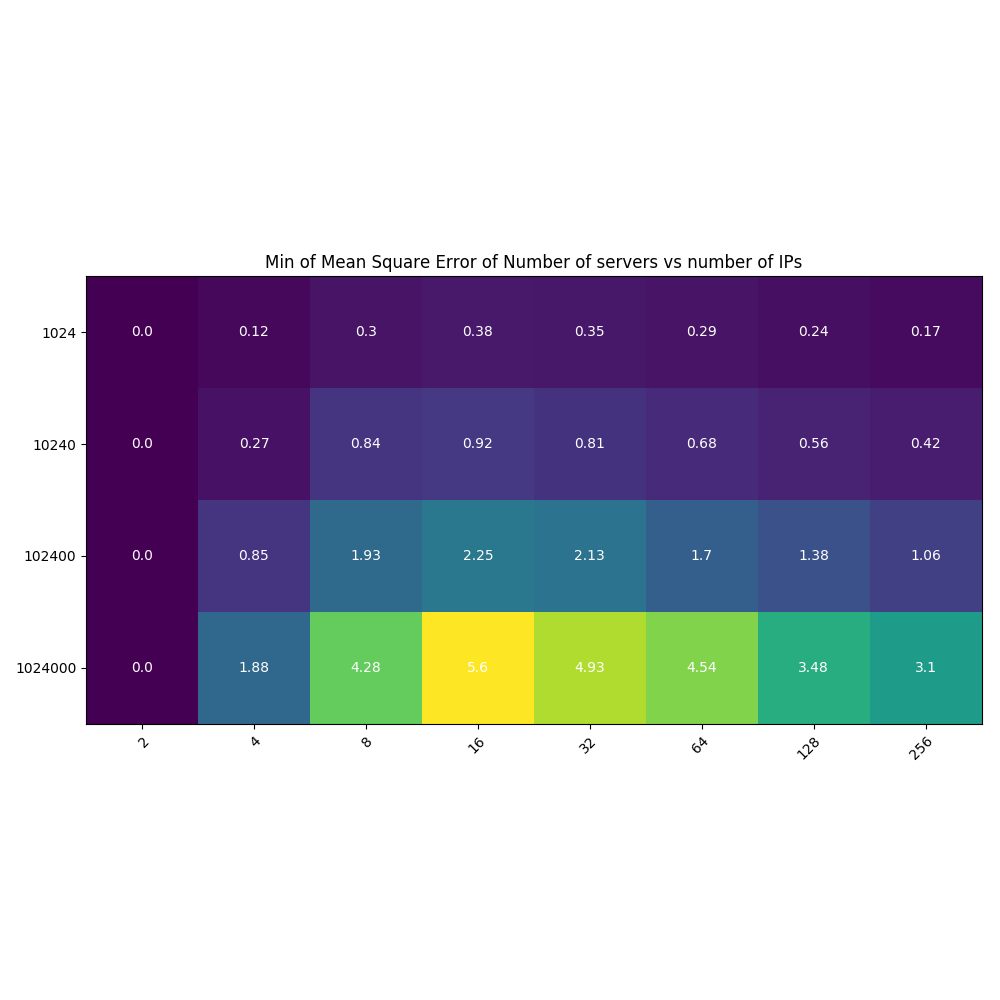 Min of Mean Square Error of Number of servers vs number of IPs
1024 0.0 0.12 0.3 0.38 0.35 0.29 0.24 0.17
10240 0.0 0.27 0.84 0.92 0.81 0.68 0.56 0.42
102400 0.0 0.85 1.93 2.25 2.13 1.7 1.38 1.06
1024000 0.0 1.88 4.28 5.6 4.93 4.54 3.48 3.1
2 4 8 16 32 64 128 256